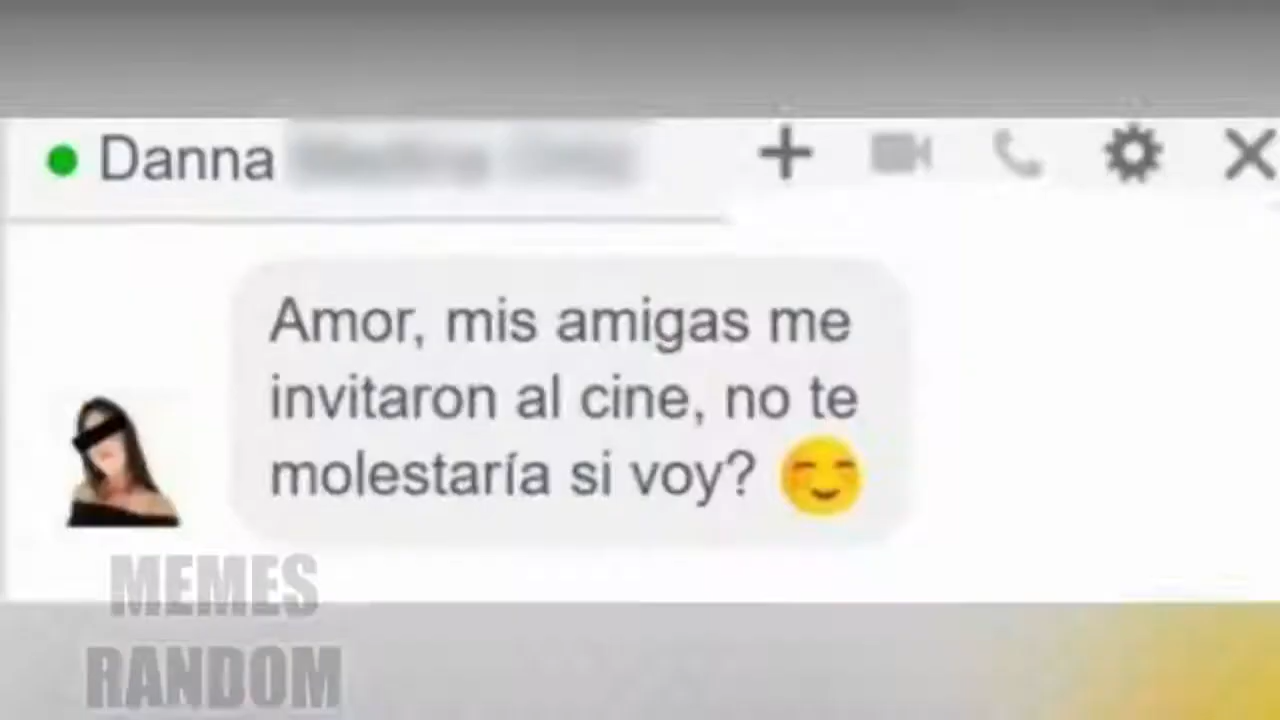 Danna
Amor, mis amigas me
invitaron al cine, no te
molestaría si voy? 😊
MEMES
RANDOM